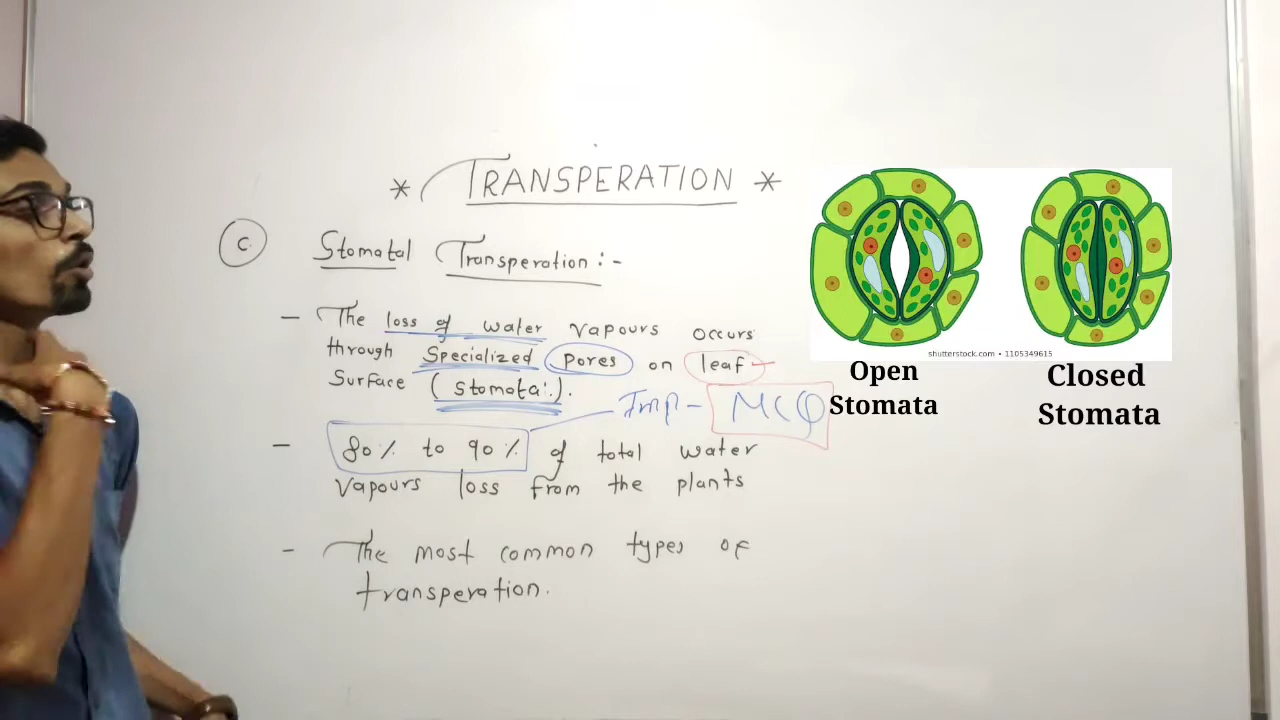 * TRANSPERATION *
C. Stomatal Transperation :-
– The loss of water vapours occurs
through Specialized pores on leaf
Surface (stomata:.).
Imp – MCQ
– 80% to 90% of total water
vapours loss from the plants
– The most common types of
transperation.
shutterstock.com • 1105349615
Open
Stomata
Closed
Stomata